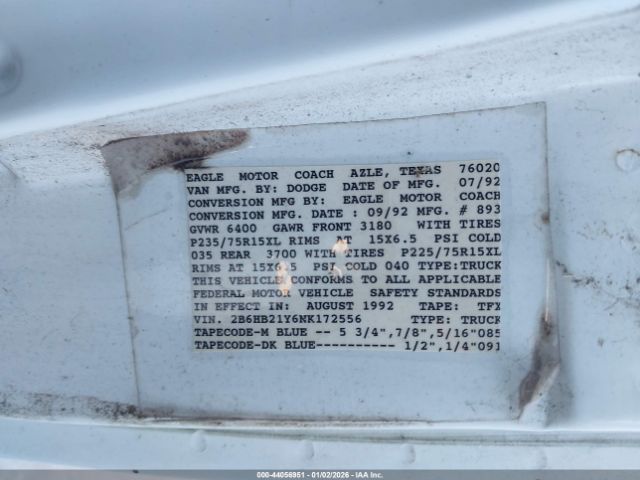 EAGLE MOTOR COACH AZLE, TEXAS 76020
VAN MFG. BY: DODGE DATE OF MFG. 07/92
CONVERSION MFG BY: EAGLE MOTOR COACH
CONVERSION MFG. DATE : 09/92 MFG. # 893
GVWR 6400 GAWR FRONT 3180 WITH TIRES
P235/75R15XL RIMS AT 15X6.5 PSI COLD
035 REAR 3700 WITH TIRES P225/75R15XL
RIMS AT 15X6.5 PSI COLD 040 TYPE:TRUCK
THIS VEHICLE CONFORMS TO ALL APPLICABLE
FEDERAL MOTOR VEHICLE SAFETY STANDARDS
IN EFFECT IN: AUGUST 1992 TAPE: TFX
VIN. 2B6HB21Y6NK172556 TYPE: TRUCK
TAPECODE-M BLUE -- 5 3/4",7/8",5/16"085
TAPECODE-DK BLUE---------- 1/2",1/4"091
000-44056951 - 01/02/2026 - IAA Inc.